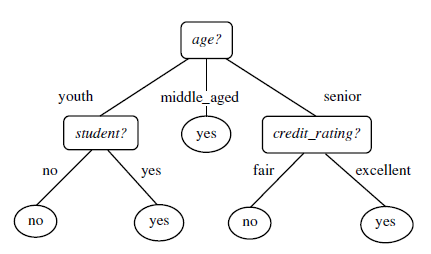 age?
youth
middle_aged
senior
student?
yes
credit_rating?
no
yes
fair
excellent
no
yes
no
yes